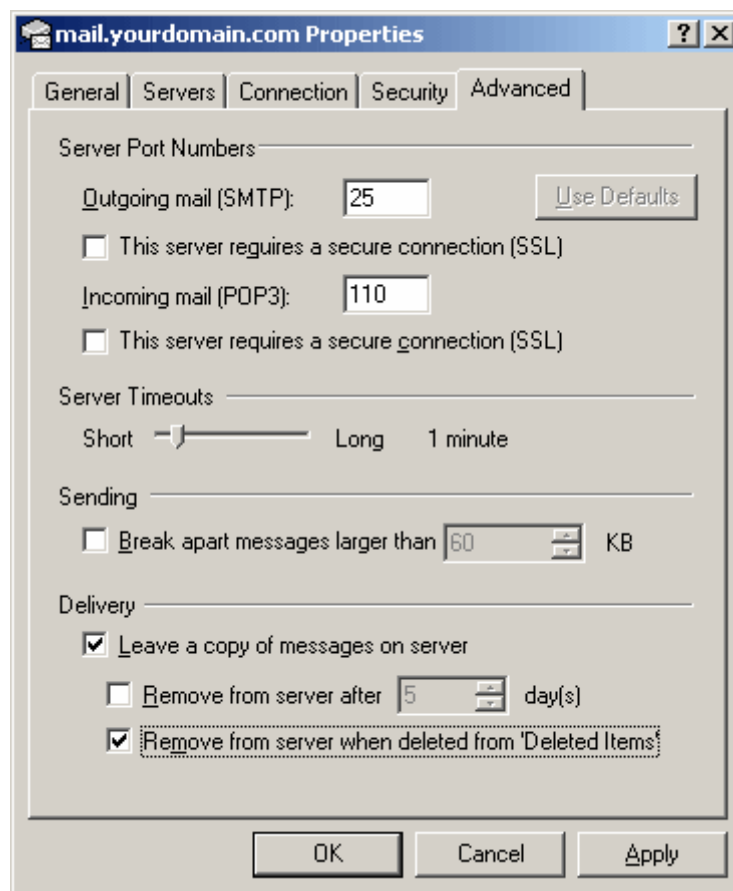 mail.yourdomain.com Properties
General Servers Connection Security Advanced
Server Port Numbers
Outgoing mail (SMTP): 25 Use Defaults
This server requires a secure connection (SSL)
Incoming mail (POP3): 110
This server requires a secure connection (SSL)
Server Timeouts
Short Long 1 minute
Sending
Break apart messages larger than 60 KB
Delivery
Leave a copy of messages on server
Remove from server after 5 day(s)
Remove from server when deleted from 'Deleted Items'
OK Cancel Apply